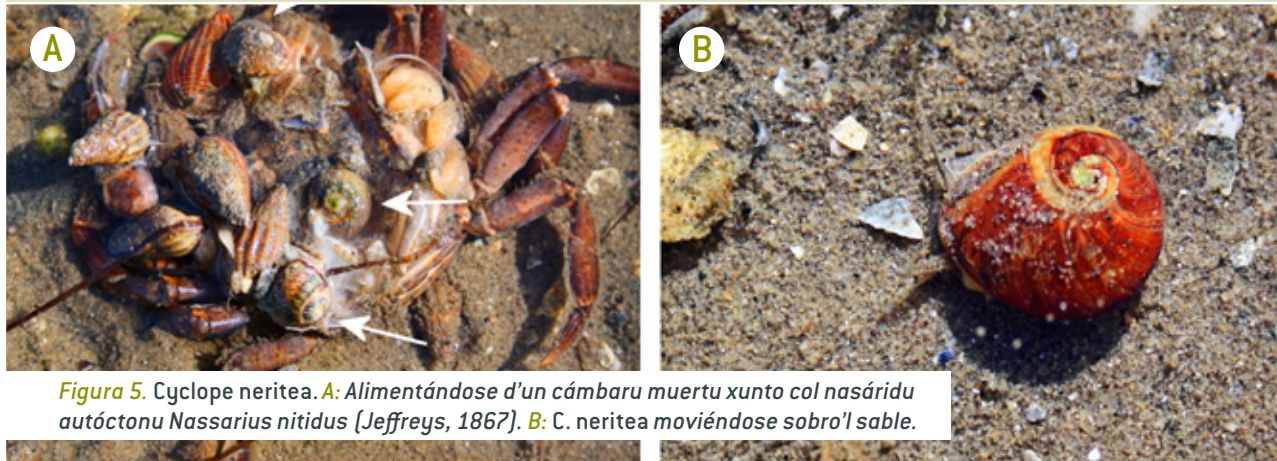 A
B
Figura 5. Cyclope neritea. A: Alimentándose d'un cámbaru muertu xunto col nasáridu
autóctonu Nassarius nitidus (Jeffreys, 1867). B: C. neritea moviéndose sobro'l sable.